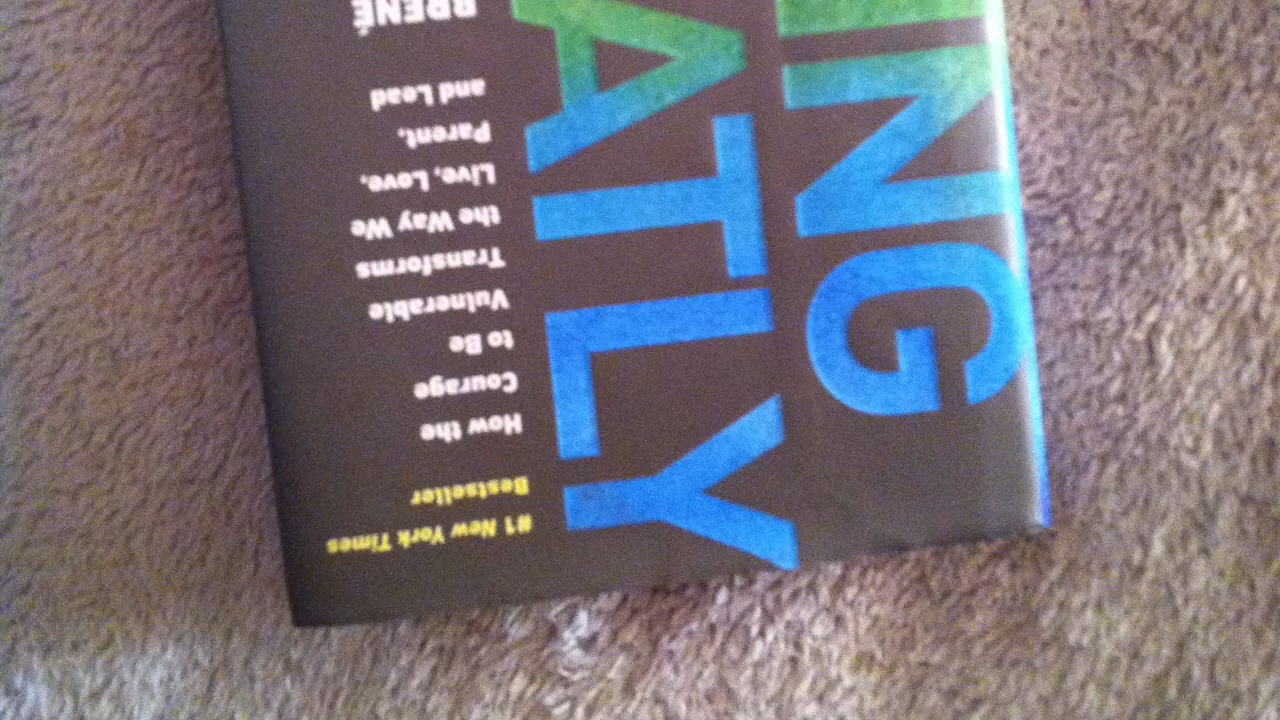 ING
ATLY
#1 New York Times
Bestseller
How the
Courage
to Be
Vulnerable
Transforms
the Way We
Live, Love,
Parent,
and Lead
BRENÉ